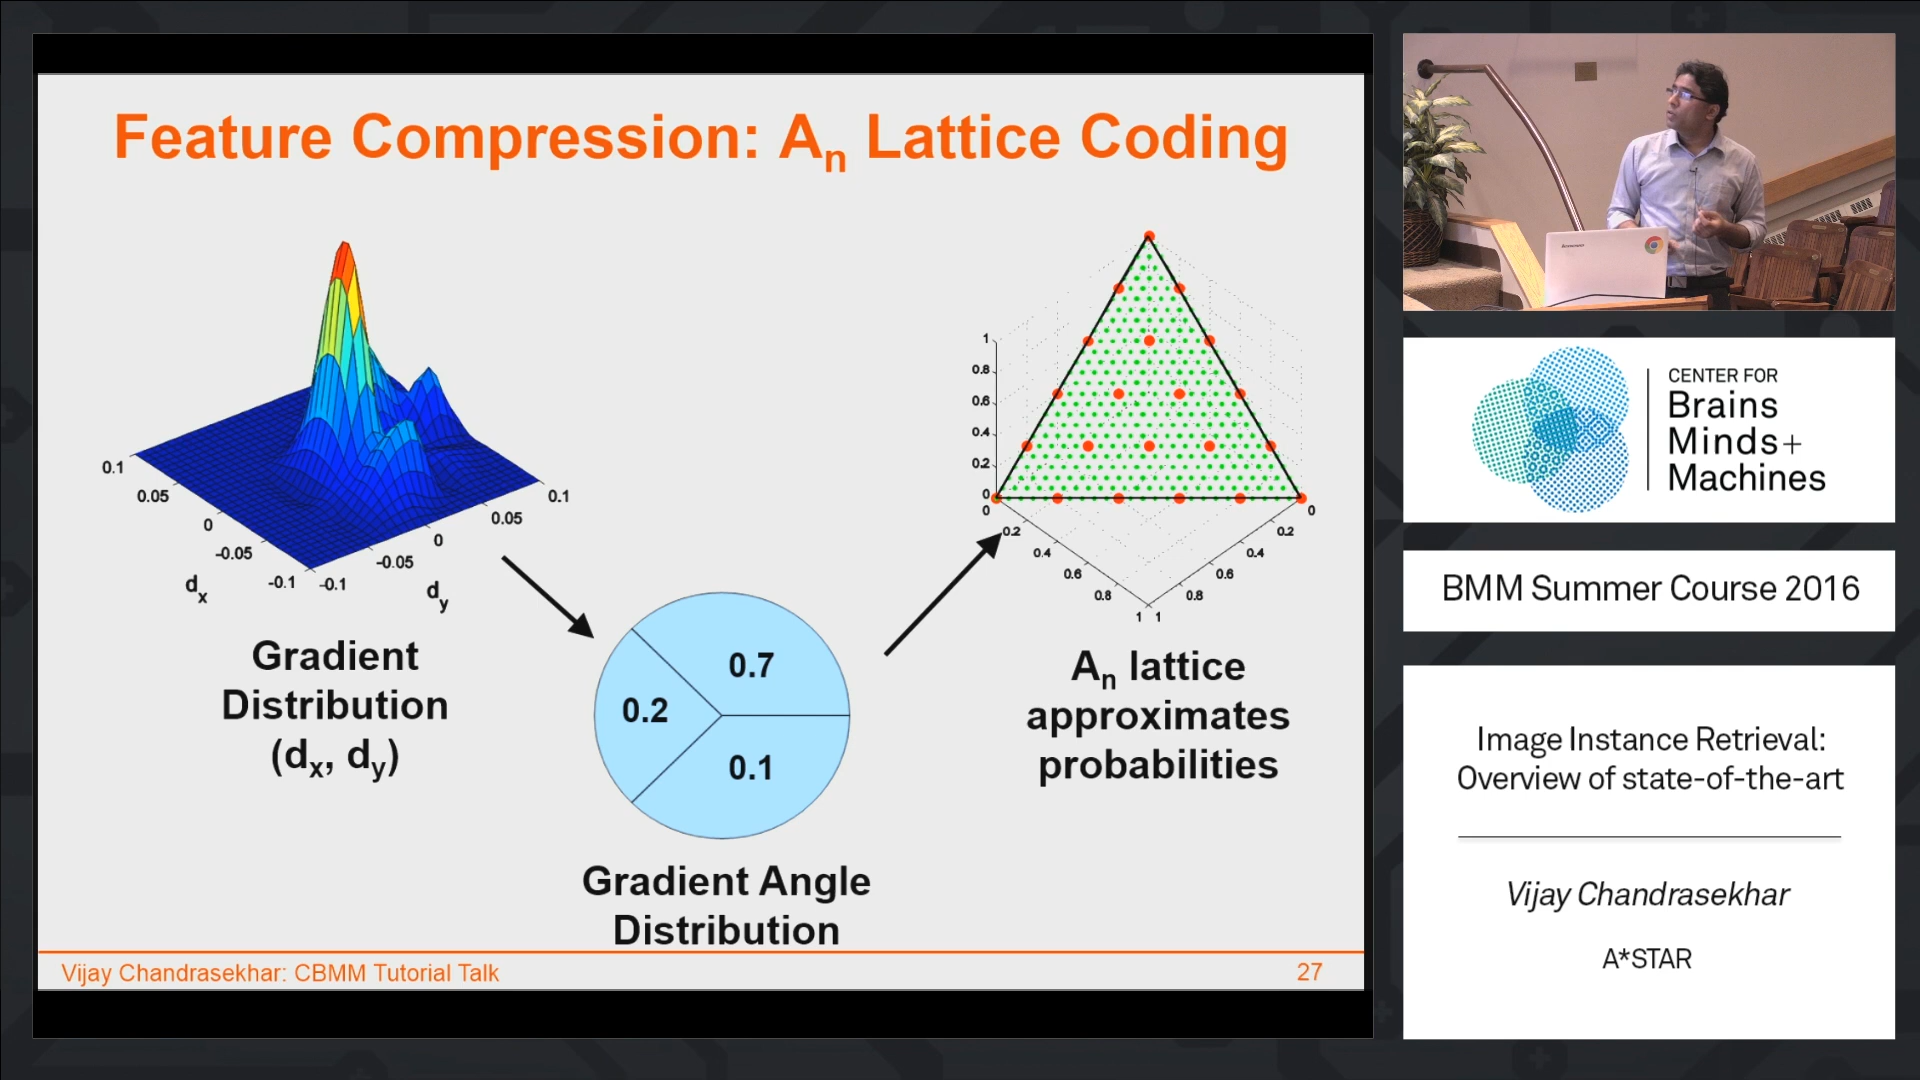 Feature Compression: An Lattice Coding
0.1
0.05
0
-0.05
-0.1
-0.1
-0.05
0
0.05
0.1
dx
dy
Gradient
Distribution
(dx, dy)
0.7
0.2
0.1
Gradient Angle
Distribution
1
0.8
0.6
0.4
0.2
0
0
0.2
0.4
0.6
0.8
1
1
0.8
0.6
0.4
0.2
0
An lattice
approximates
probabilities
Vijay Chandrasekhar: CBMM Tutorial Talk
27
lenovo
CENTER FOR
Brains
Minds+
Machines
BMM Summer Course 2016
Image Instance Retrieval:
Overview of state-of-the-art
Vijay Chandrasekhar
A*STAR